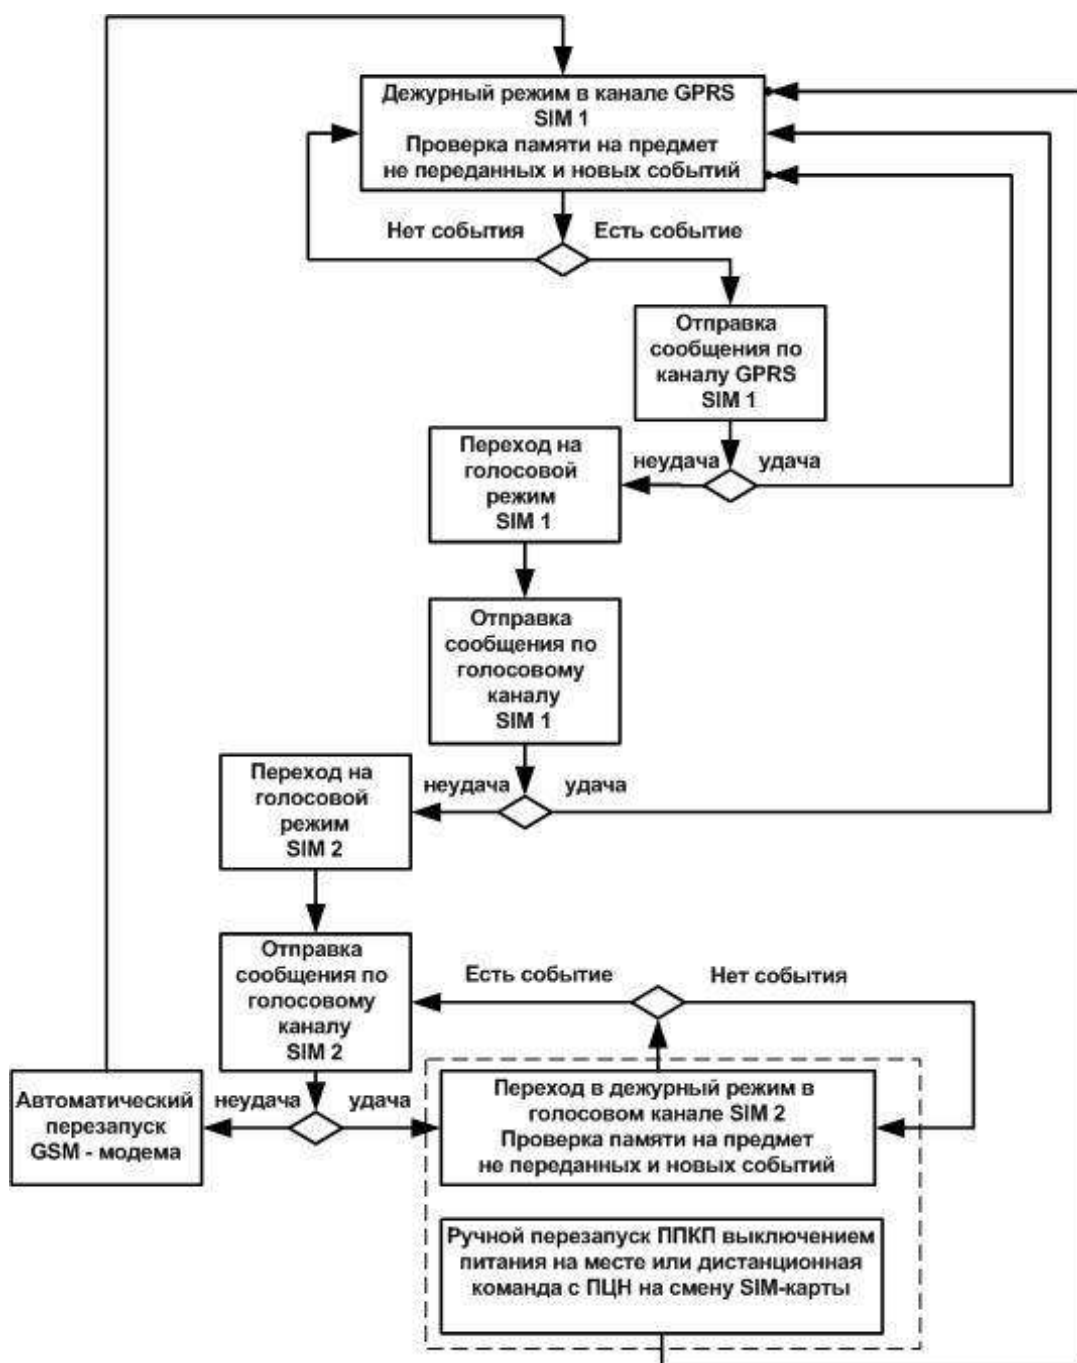 Дежурный режим в канале GPRS
SIM 1
Проверка памяти на предмет
не переданных и новых событий
Нет события
Есть событие
Отправка
сообщения по
каналу GPRS
SIM 1
неудача
удача
Переход на
голосовой
режим
SIM 1
Отправка
сообщения по
голосовому
каналу
SIM 1
неудача
удача
Переход на
голосовой
режим
SIM 2
Отправка
сообщения по
голосовому
каналу
SIM 2
Есть событие
Нет события
Автоматический
перезапуск
GSM - модема
неудача
удача
Переход в дежурный режим в
голосовом канале SIM 2
Проверка памяти на предмет
не переданных и новых событий
Ручной перезапуск ППКП выключением
питания на месте или дистанционная
команда с ПЦН на смену SIM-карты